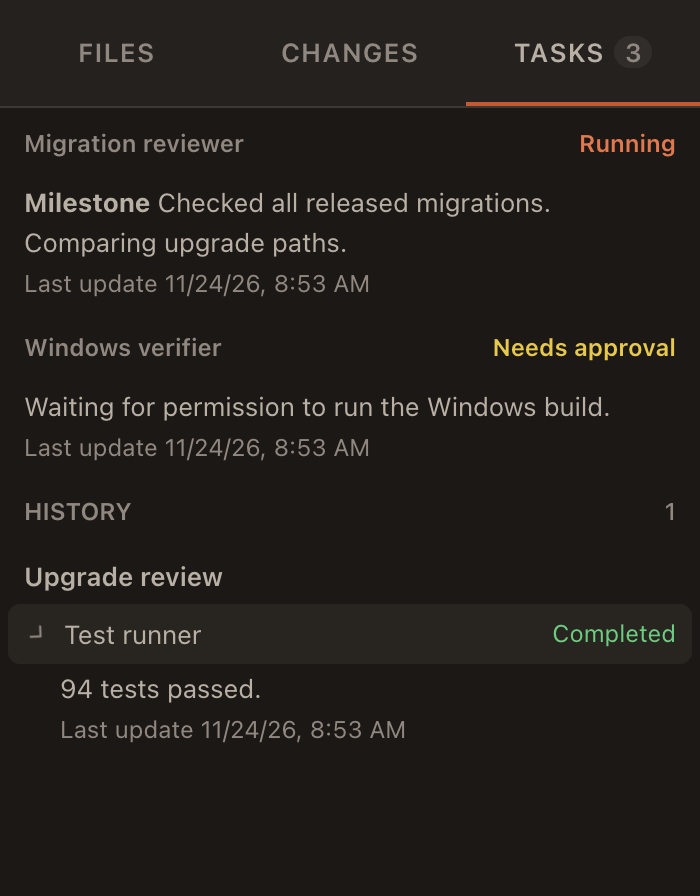 FILES CHANGES TASKS 3
Migration reviewer Running
Milestone Checked all released migrations.
Comparing upgrade paths.
Last update 11/24/26, 8:53 AM
Windows verifier Needs approval
Waiting for permission to run the Windows build.
Last update 11/24/26, 8:53 AM
HISTORY 1
Upgrade review
Test runner Completed
94 tests passed.
Last update 11/24/26, 8:53 AM